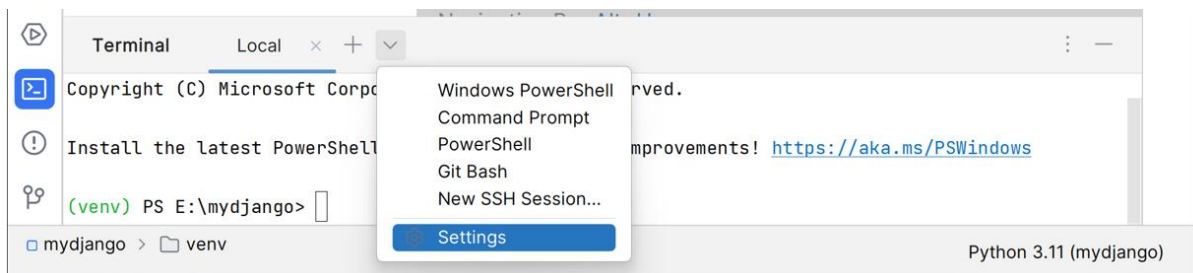 Terminal Local × +
Copyright (C) Microsoft Corpo rved.
Install the latest PowerShell mprovements! https://aka.ms/PSWindows
(venv) PS E:\mydjango>
Windows PowerShell
Command Prompt
PowerShell
Git Bash
New SSH Session...
Settings
mydjango > venv
Python 3.11 (mydjango)